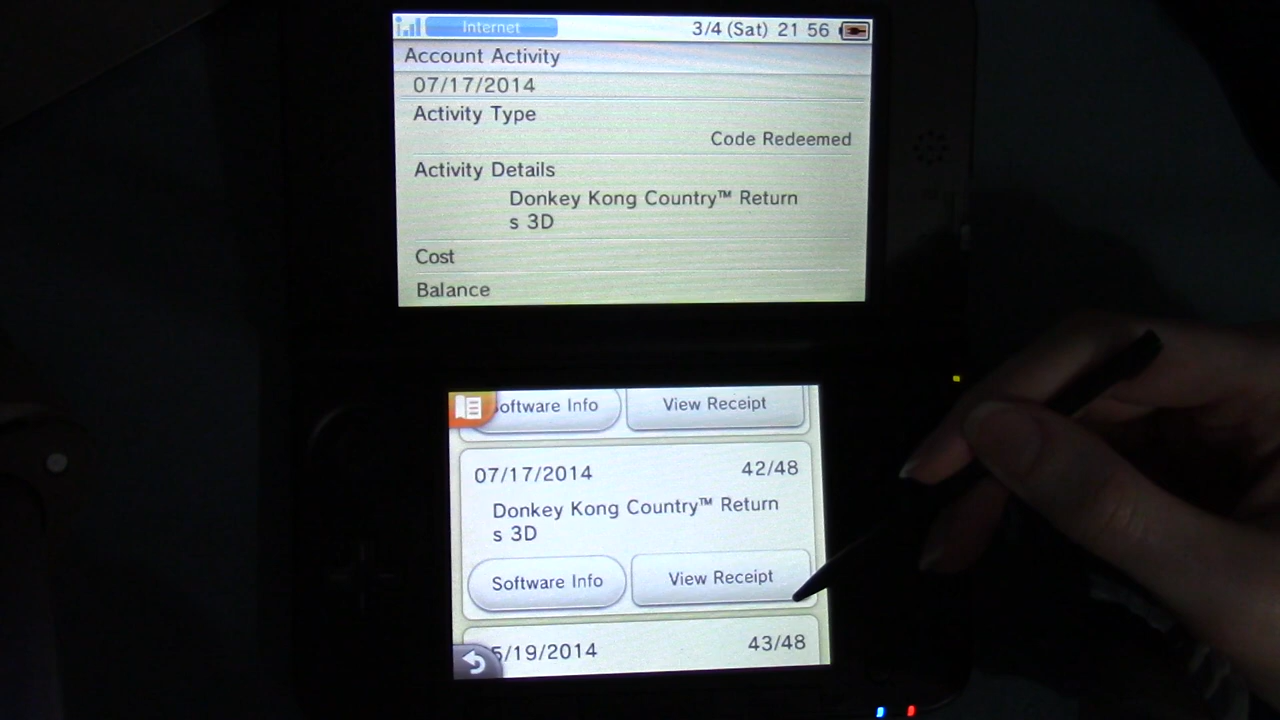 Internet 3/4 (Sat) 21 56
Account Activity
07/17/2014
Activity Type
Code Redeemed
Activity Details
Donkey Kong Country™ Return
s 3D
Cost
Balance
oftware Info View Receipt
07/17/2014 42/48
Donkey Kong Country™ Return
s 3D
Software Info View Receipt
5/19/2014 43/48